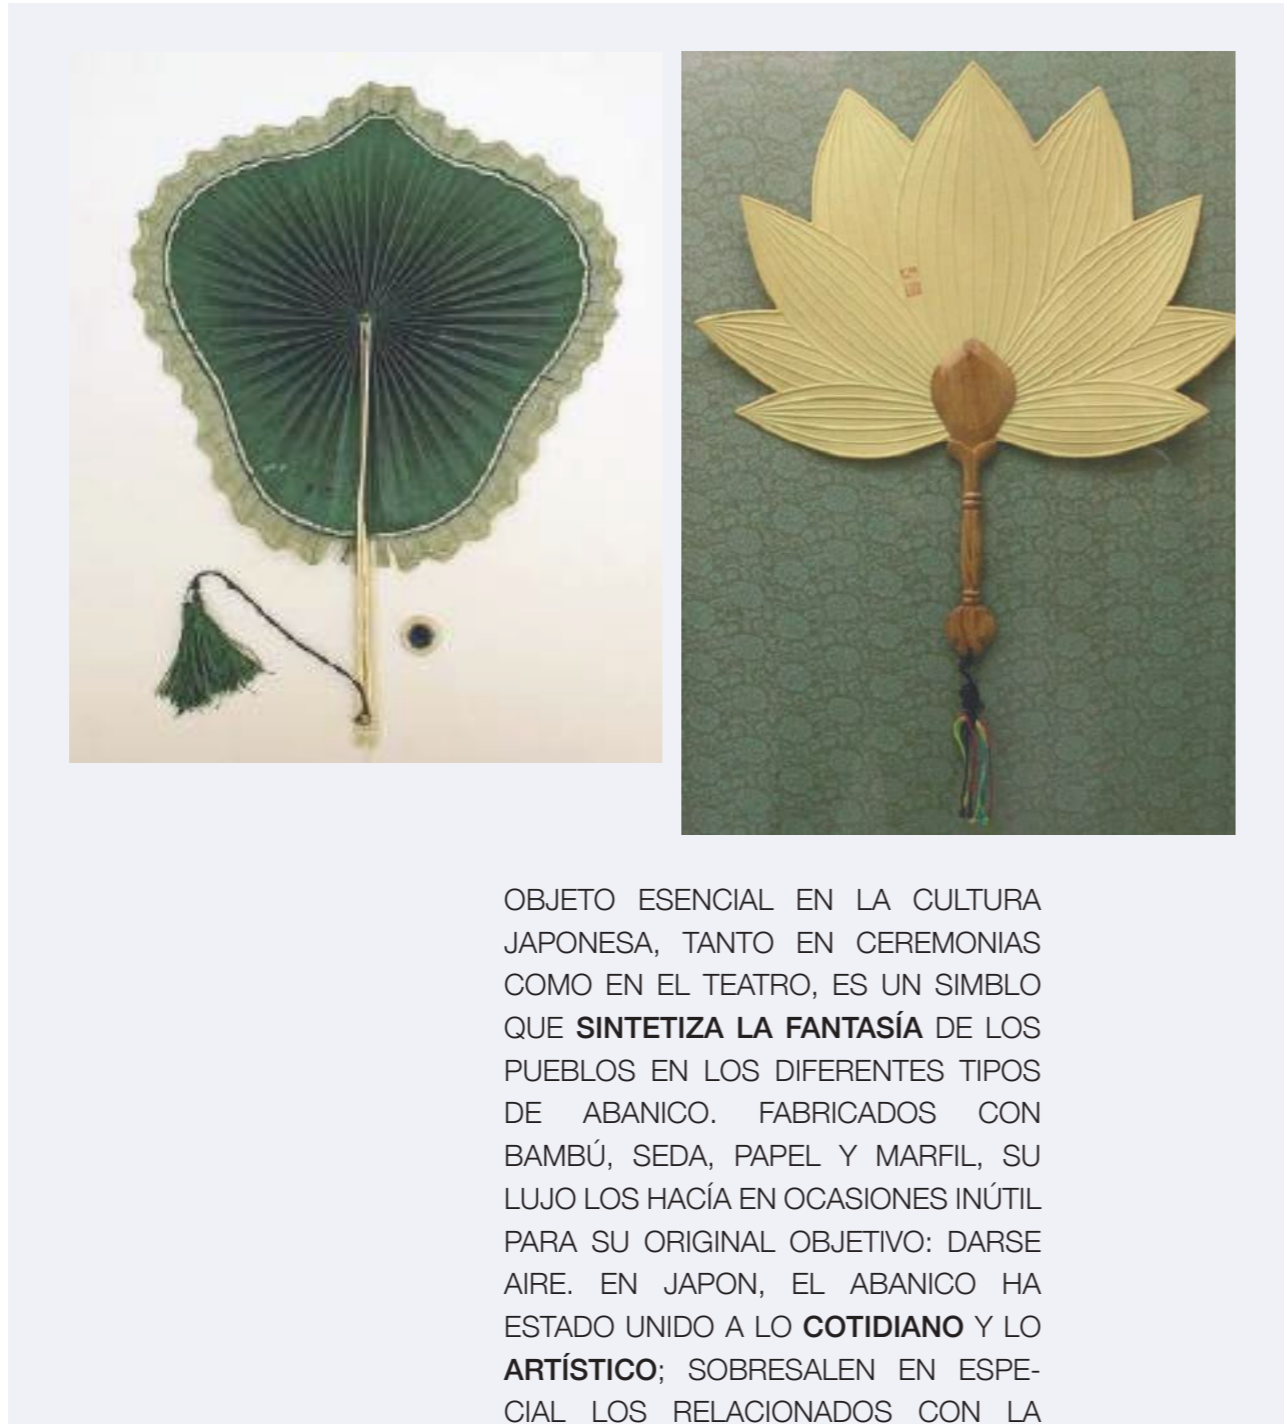 OBJETO ESENCIAL EN LA CULTURA
JAPONESA, TANTO EN CEREMONIAS
COMO EN EL TEATRO, ES UN SIMBLO
QUE SINTETIZA LA FANTASÍA DE LOS
PUEBLOS EN LOS DIFERENTES TIPOS
DE ABANICO. FABRICADOS CON
BAMBÚ, SEDA, PAPEL Y MARFIL, SU
LUJO LOS HACÍA EN OCASIONES INÚTIL
PARA SU ORIGINAL OBJETIVO: DARSE
AIRE. EN JAPON, EL ABANICO HA
ESTADO UNIDO A LO COTIDIANO Y LO
ARTÍSTICO; SOBRESALEN EN ESPE-
CIAL LOS RELACIONADOS CON LA